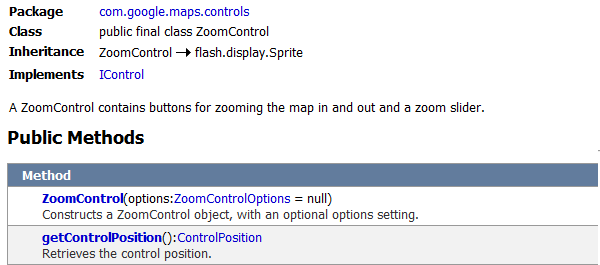 Package com.google.maps.controls
Class public final class ZoomControl
Inheritance ZoomControl → flash.display.Sprite
Implements IControl
A ZoomControl contains buttons for zooming the map in and out and a zoom slider.
Public Methods
Method
ZoomControl(options:ZoomControlOptions = null)
Constructs a ZoomControl object, with an optional options setting.
getControlPosition():ControlPosition
Retrieves the control position.